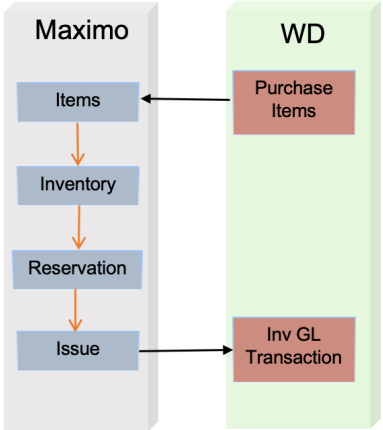 Maximo
WD
Items
Purchase
Items
Inventory
Reservation
Issue
Inv GL
Transaction